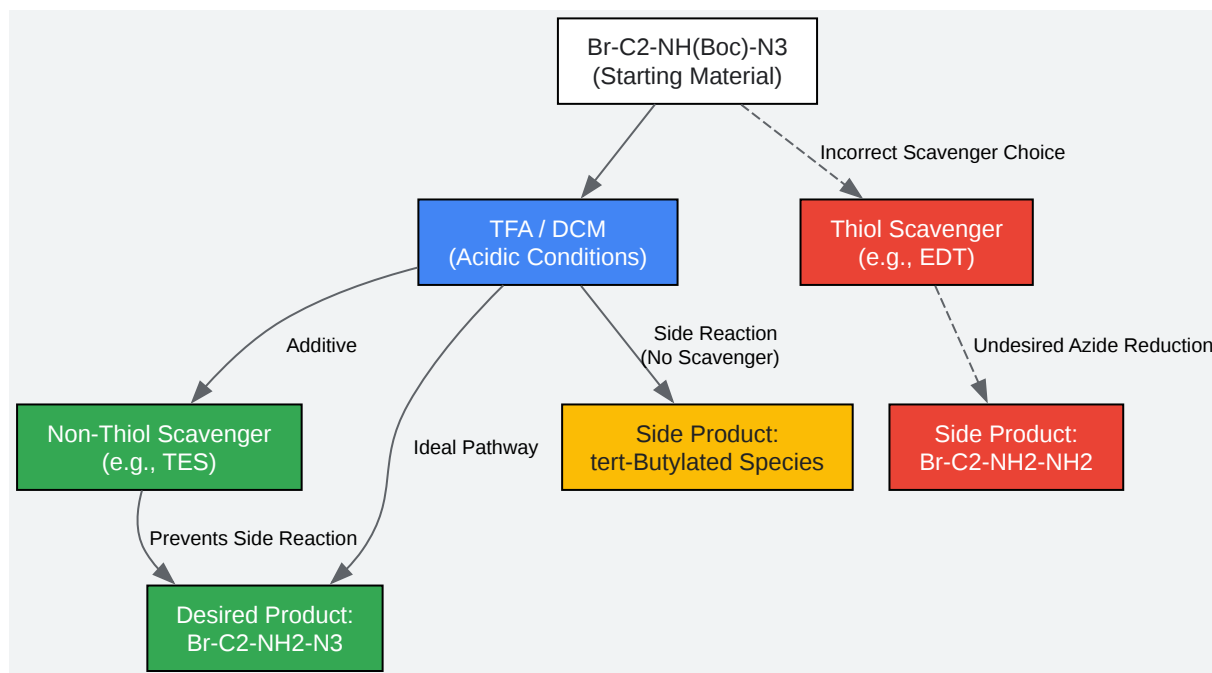 Br-C2-NH(Boc)-N3
(Starting Material)
Incorrect Scavenger Choice
TFA / DCM
(Acidic Conditions)
Thiol Scavenger
(e.g., EDT)
Additive
Side Reaction
(No Scavenger)
Undesired Azide Reduction
Non-Thiol Scavenger
(e.g., TES)
Ideal Pathway
Side Product:
tert-Butylated Species
Side Product:
Br-C2-NH2-NH2
Prevents Side Reaction
Desired Product:
Br-C2-NH2-N3